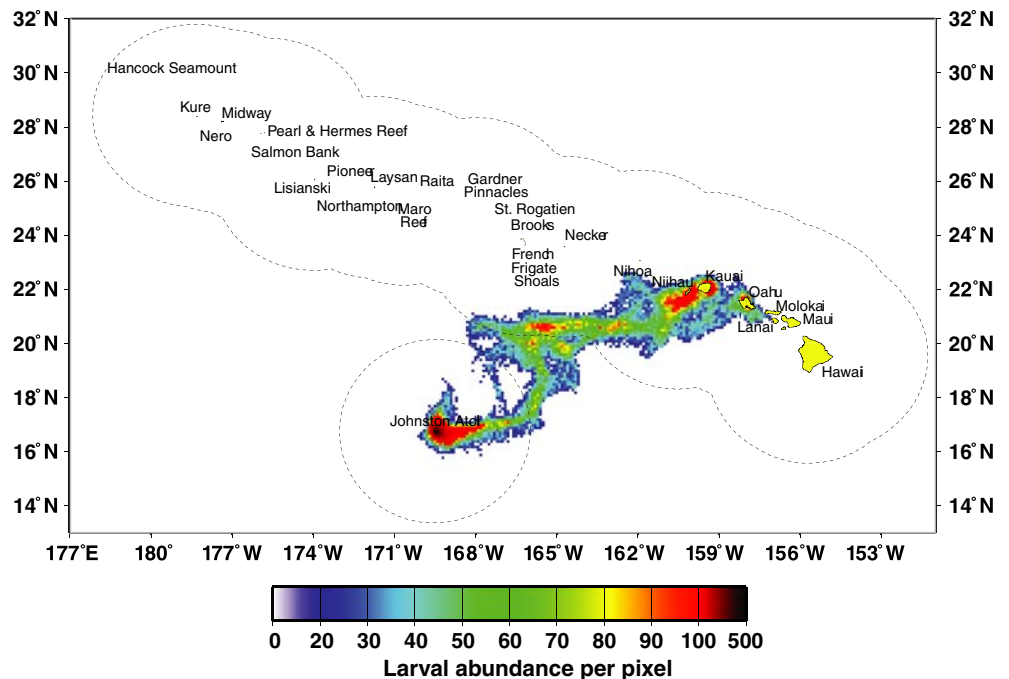 32°N 32°N
30°N 30°N
28°N 28°N
26°N 26°N
24°N 24°N
22°N 22°N
20°N 20°N
18°N 18°N
16°N 16°N
14°N 14°N
Hancock Seamount
Kure
Midway
Nero
Pearl & Hermes Reef
Salmon Bank
Pioneer
Laysan
Raita
Lisianski
Gardner
Pinnacles
Northampton
Maro
Reef
St. Rogatien
Brooks
Necker
French
Frigate
Shoals
Nihoa
Niihau
Kauai
Oahu
Molokai
Lanai
Maui
Hawaii
Johnston Atoll
177°E 180° 177°W 174°W 171°W 168°W 165°W 162°W 159°W 156°W 153°W
0 20 30 40 50 60 70 80 90 100 500
Larval abundance per pixel